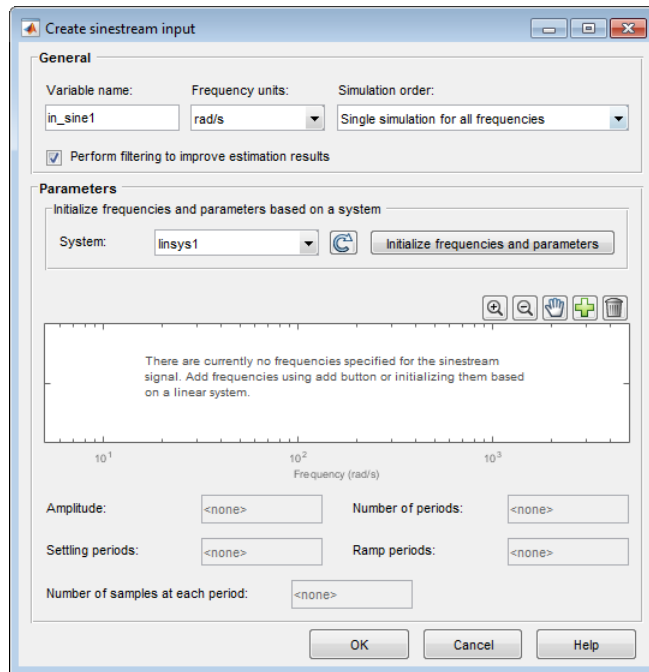 Create sinestream input
General
Variable name: Frequency units: Simulation order:
in_sine1 rad/s Single simulation for all frequencies
Perform filtering to improve estimation results
Parameters
Initialize frequencies and parameters based on a system
System: linsys1 Initialize frequencies and parameters
There are currently no frequencies specified for the sinestream
signal. Add frequencies using add button or initializing them based
on a linear system.
10^1 10^2 10^3
Frequency (rad/s)
Amplitude: <none> Number of periods: <none>
Settling periods: <none> Ramp periods: <none>
Number of samples at each period: <none>
OK Cancel Help